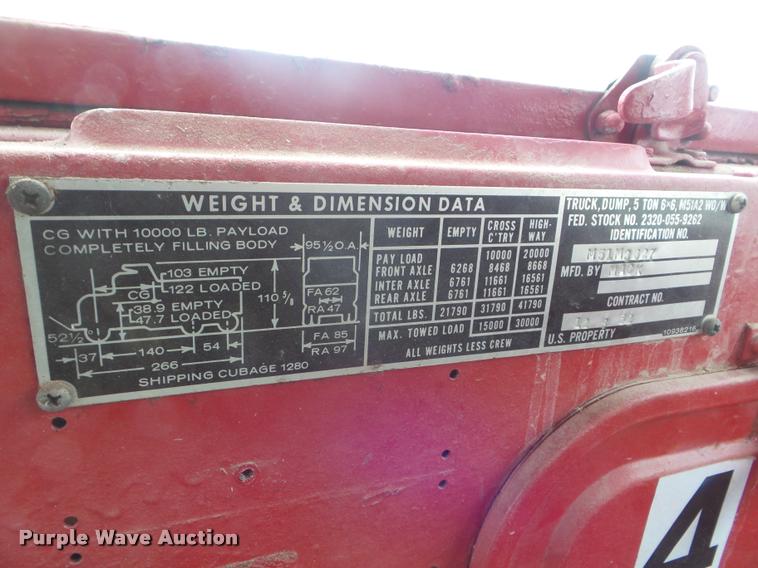 WEIGHT & DIMENSION DATA
CG WITH 10000 LB. PAYLOAD
COMPLETELY FILLING BODY
95½ O.A.
103 EMPTY
122 LOADED
CG
38.9 EMPTY
47.7 LOADED
110 5/8
FA 62
RA 47
52½°
37
140
54
FA 85
266
RA 97
SHIPPING CUBAGE 1280
WEIGHT EMPTY CROSS C'TRY HIGH-WAY
PAY LOAD 10000 20000
FRONT AXLE 6268 8468 8668
INTER AXLE 6761 11661 16561
REAR AXLE 6761 11661 16561
TOTAL LBS. 21790 31790 41790
MAX. TOWED LOAD 15000 30000
ALL WEIGHTS LESS CREW
TRUCK, DUMP, 5 TON 6×6, M51A2 WO/W
FED. STOCK NO. 2320-055-9262
IDENTIFICATION NO.
MFD. BY MACK
CONTRACT NO.
U.S. PROPERTY
10938216
4
Purple Wave Auction